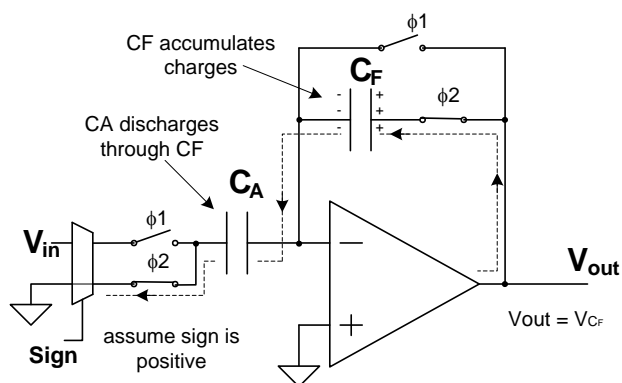 ϕ1
CF accumulates
charges
CF
- +
- +
- +
ϕ2
CA discharges
through CF
CA
ϕ1
Vin
ϕ2
−
+
Vout
Vout = VCF
Sign
assume sign is
positive